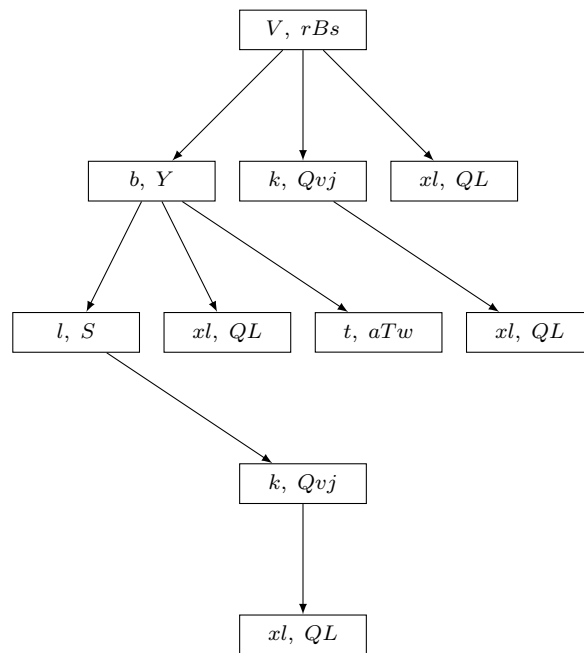 V, rBs
b, Y
k, Qvj
xl, QL
l, S
xl, QL
t, aTw
xl, QL
k, Qvj
xl, QL